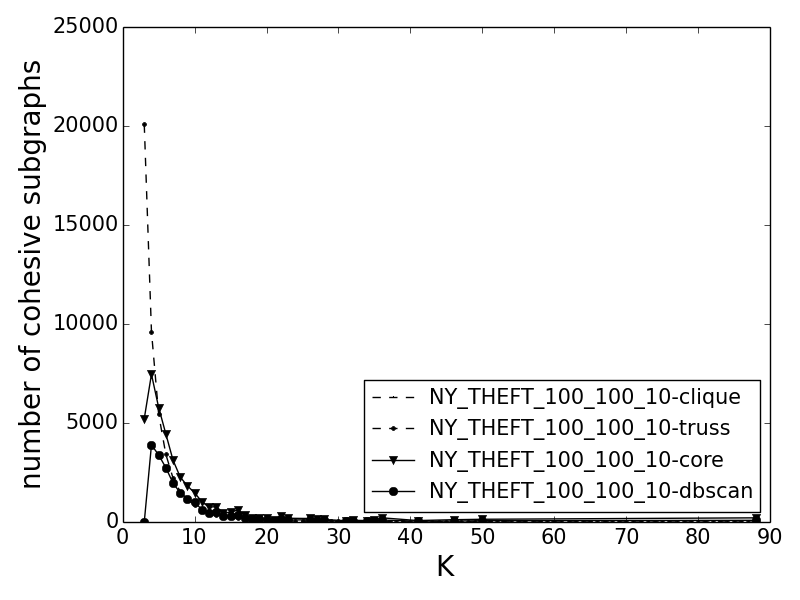 25000
20000
15000
10000
5000
0
number of cohesive subgraphs
NY_THEFT_100_100_10-clique
NY_THEFT_100_100_10-truss
NY_THEFT_100_100_10-core
NY_THEFT_100_100_10-dbscan
0 10 20 30 40 50 60 70 80 90
K